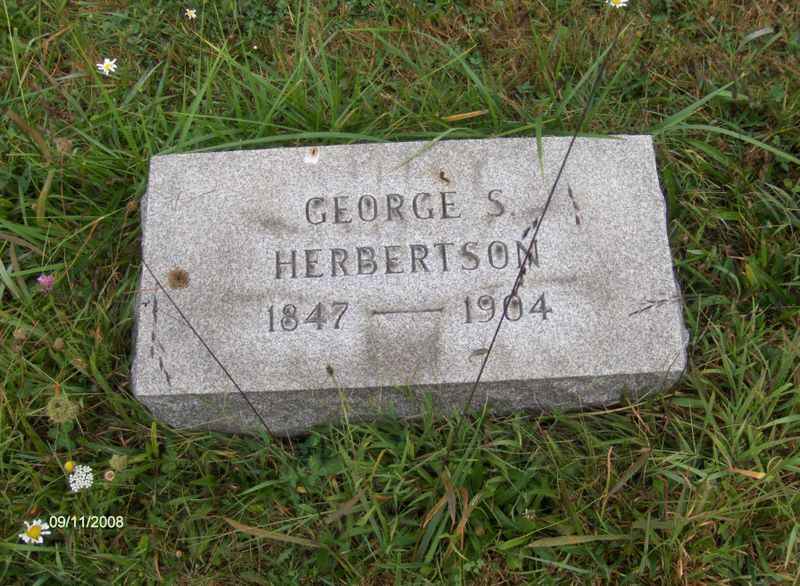 GEORGE S.
HERBERTSON
1847 — 1904
09/11/2008